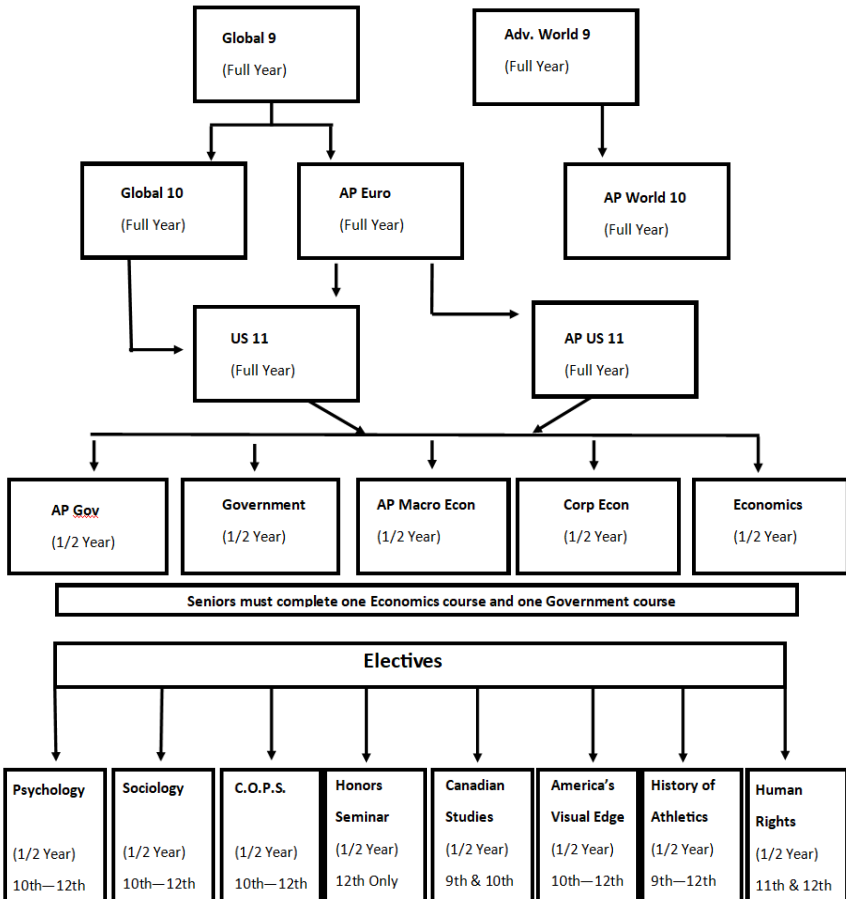 Global 9
(Full Year)
Adv. World 9
(Full Year)
Global 10
(Full Year)
AP Euro
(Full Year)
AP World 10
(Full Year)
US 11
(Full Year)
AP US 11
(Full Year)
AP Gov
(1/2 Year)
Government
(1/2 Year)
AP Macro Econ
(1/2 Year)
Corp Econ
(1/2 Year)
Economics
(1/2 Year)
Seniors must complete one Economics course and one Government course
Electives
Psychology
(1/2 Year)
10th—12th
Sociology
(1/2 Year)
10th—12th
C.O.P.S.
(1/2 Year)
10th—12th
Honors
Seminar
(1/2 Year)
12th Only
Canadian
Studies
(1/2 Year)
9th & 10th
America's
Visual Edge
(1/2 Year)
10th—12th
History of
Athletics
(1/2 Year)
9th—12th
Human
Rights
(1/2 Year)
11th & 12th